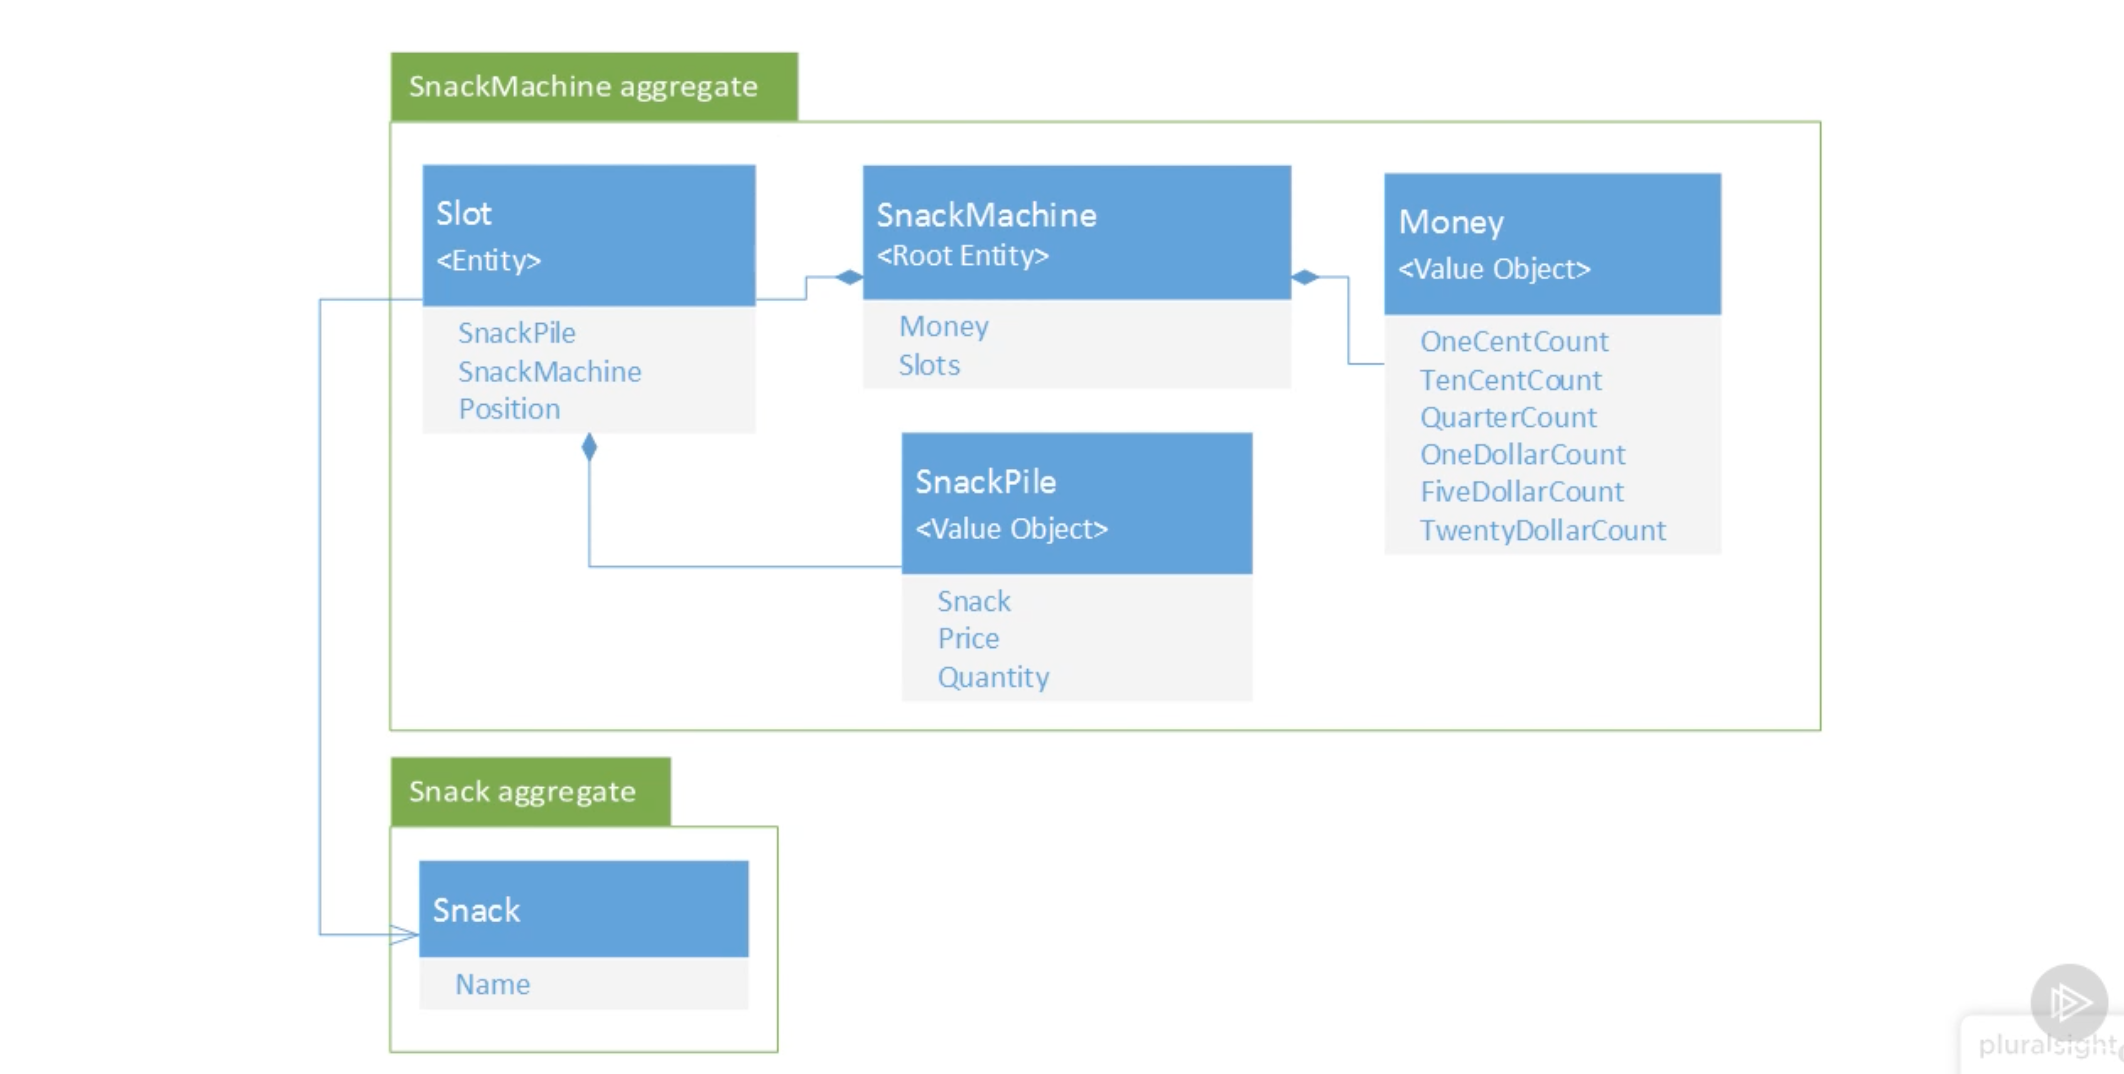 SnackMachine aggregate
Slot
<Entity>
SnackPile
SnackMachine
Position
SnackMachine
<Root Entity>
Money
Slots
Money
<Value Object>
OneCentCount
TenCentCount
QuarterCount
OneDollarCount
FiveDollarCount
TwentyDollarCount
SnackPile
<Value Object>
Snack
Price
Quantity
Snack aggregate
Snack
Name
pluralsight